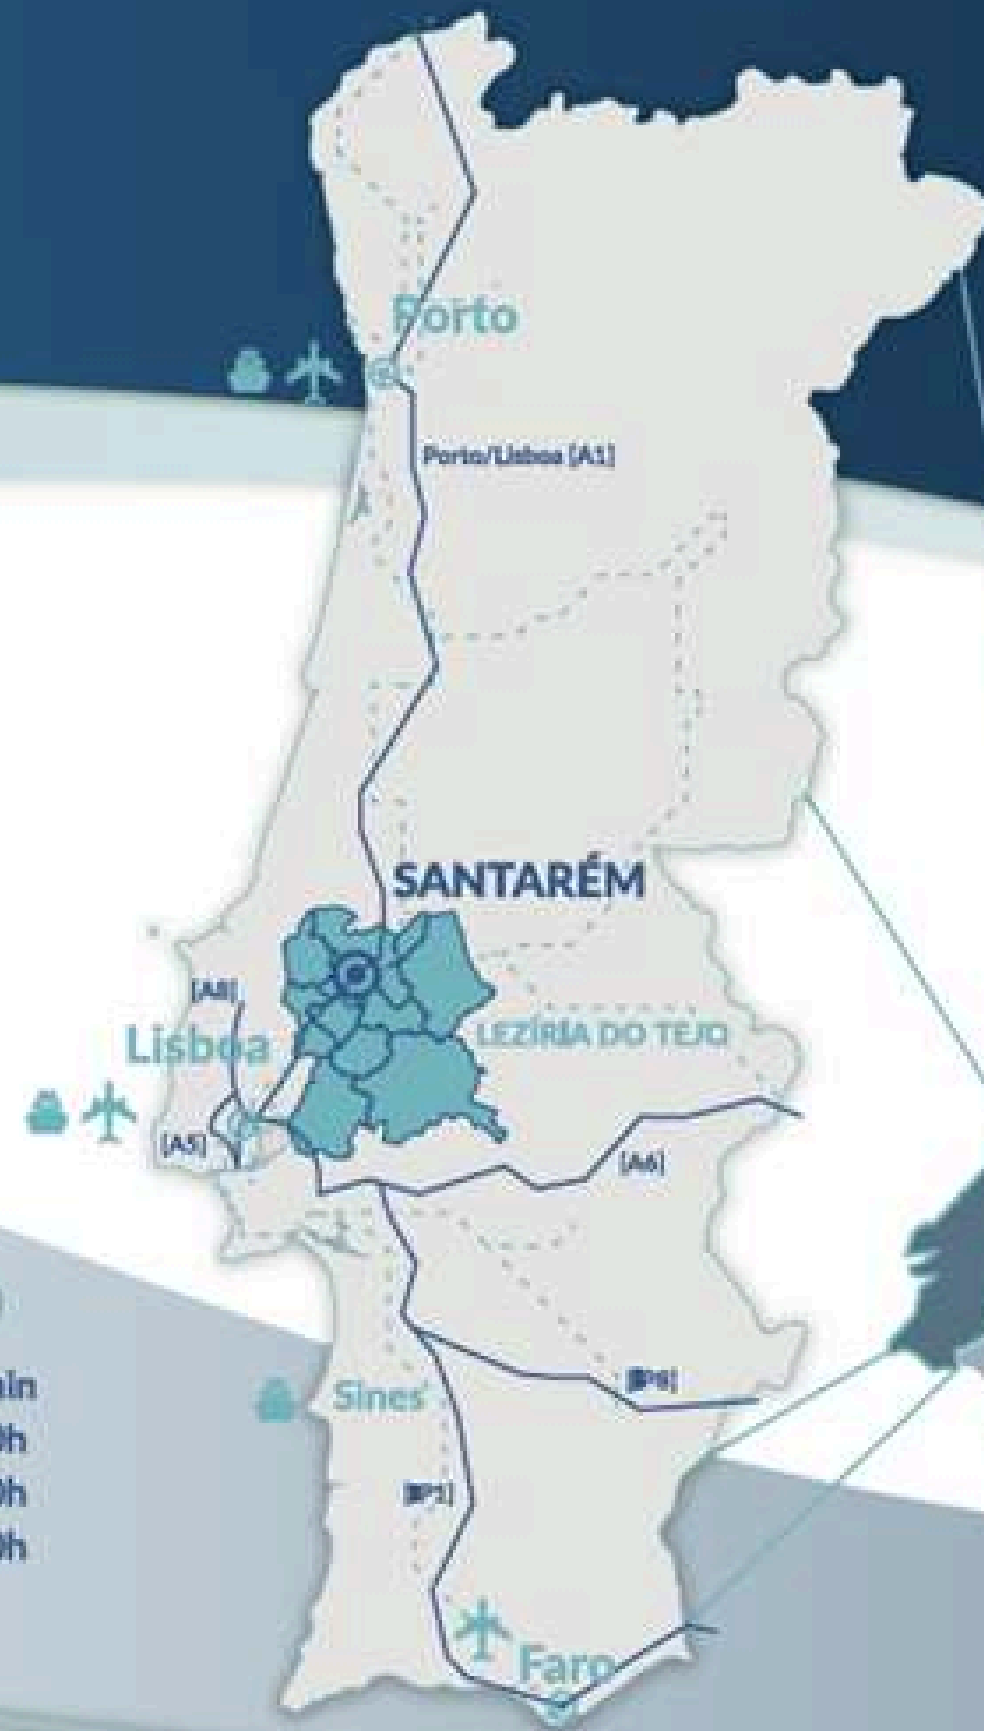 Porto
Porto/Lisboa [A1]
SANTARÉM
[A8]
Lisboa
LEZÍRIA DO TEJO
[A5]
[A6]
Sines
Faro